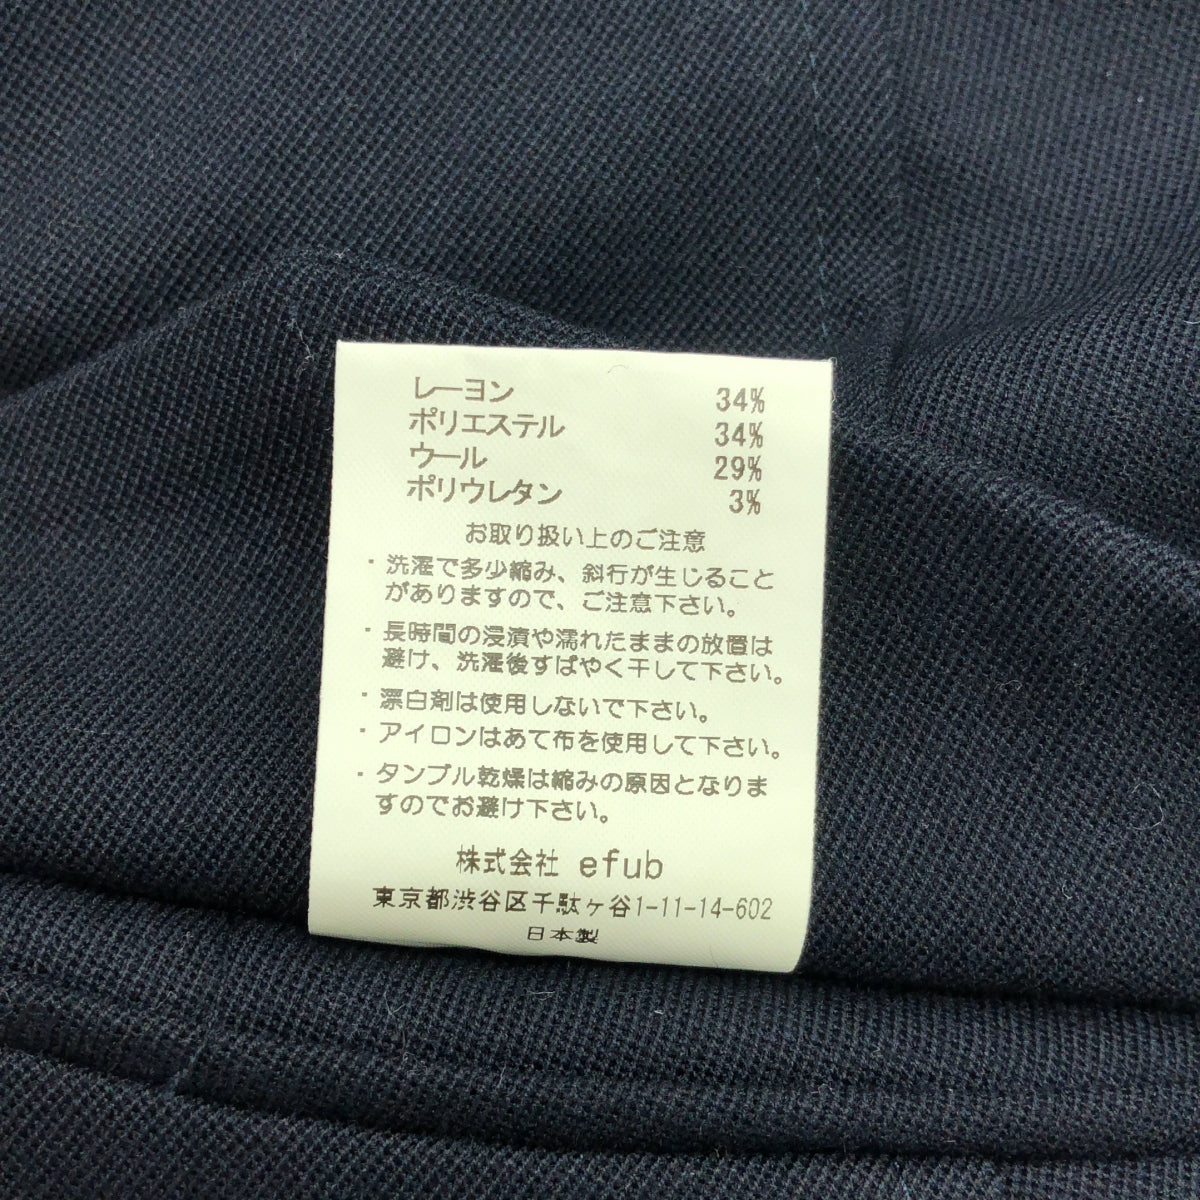 レーヨン 34%
ポリエステル 34%
ウール 29%
ポリウレタン 3%
お取り扱い上のご注意
・洗濯で多少縮み、斜行が生じること
がありますので、ご注意下さい。
・長時間の浸漬や濡れたままの放置は
避け、洗濯後すばやく干して下さい。
・漂白剤は使用しないで下さい。
・アイロンはあて布を使用して下さい。
・タンブル乾燥は縮みの原因となりま
すのでお避け下さい。
株式会社 efub
東京都渋谷区千駄ヶ谷1-11-14-602
日本製